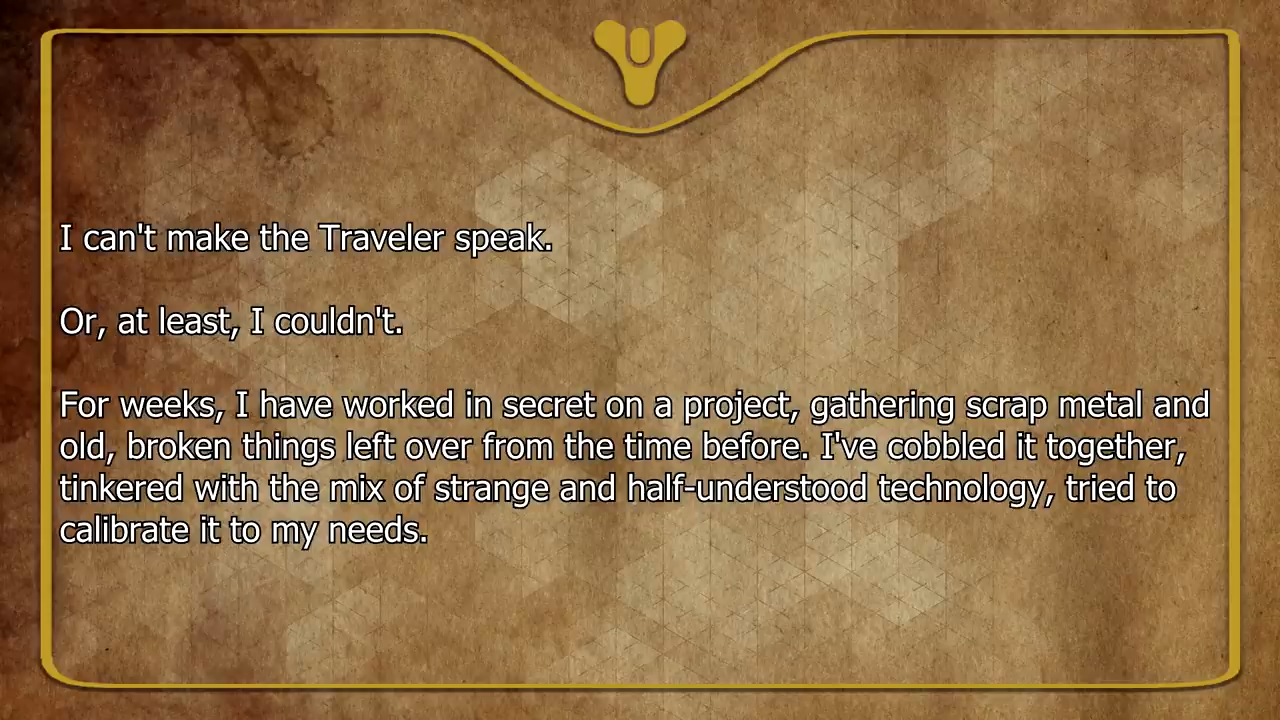 I can't make the Traveler speak.
Or, at least, I couldn't.
For weeks, I have worked in secret on a project, gathering scrap metal and
old, broken things left over from the time before. I've cobbled it together,
tinkered with the mix of strange and half-understood technology, tried to
calibrate it to my needs.